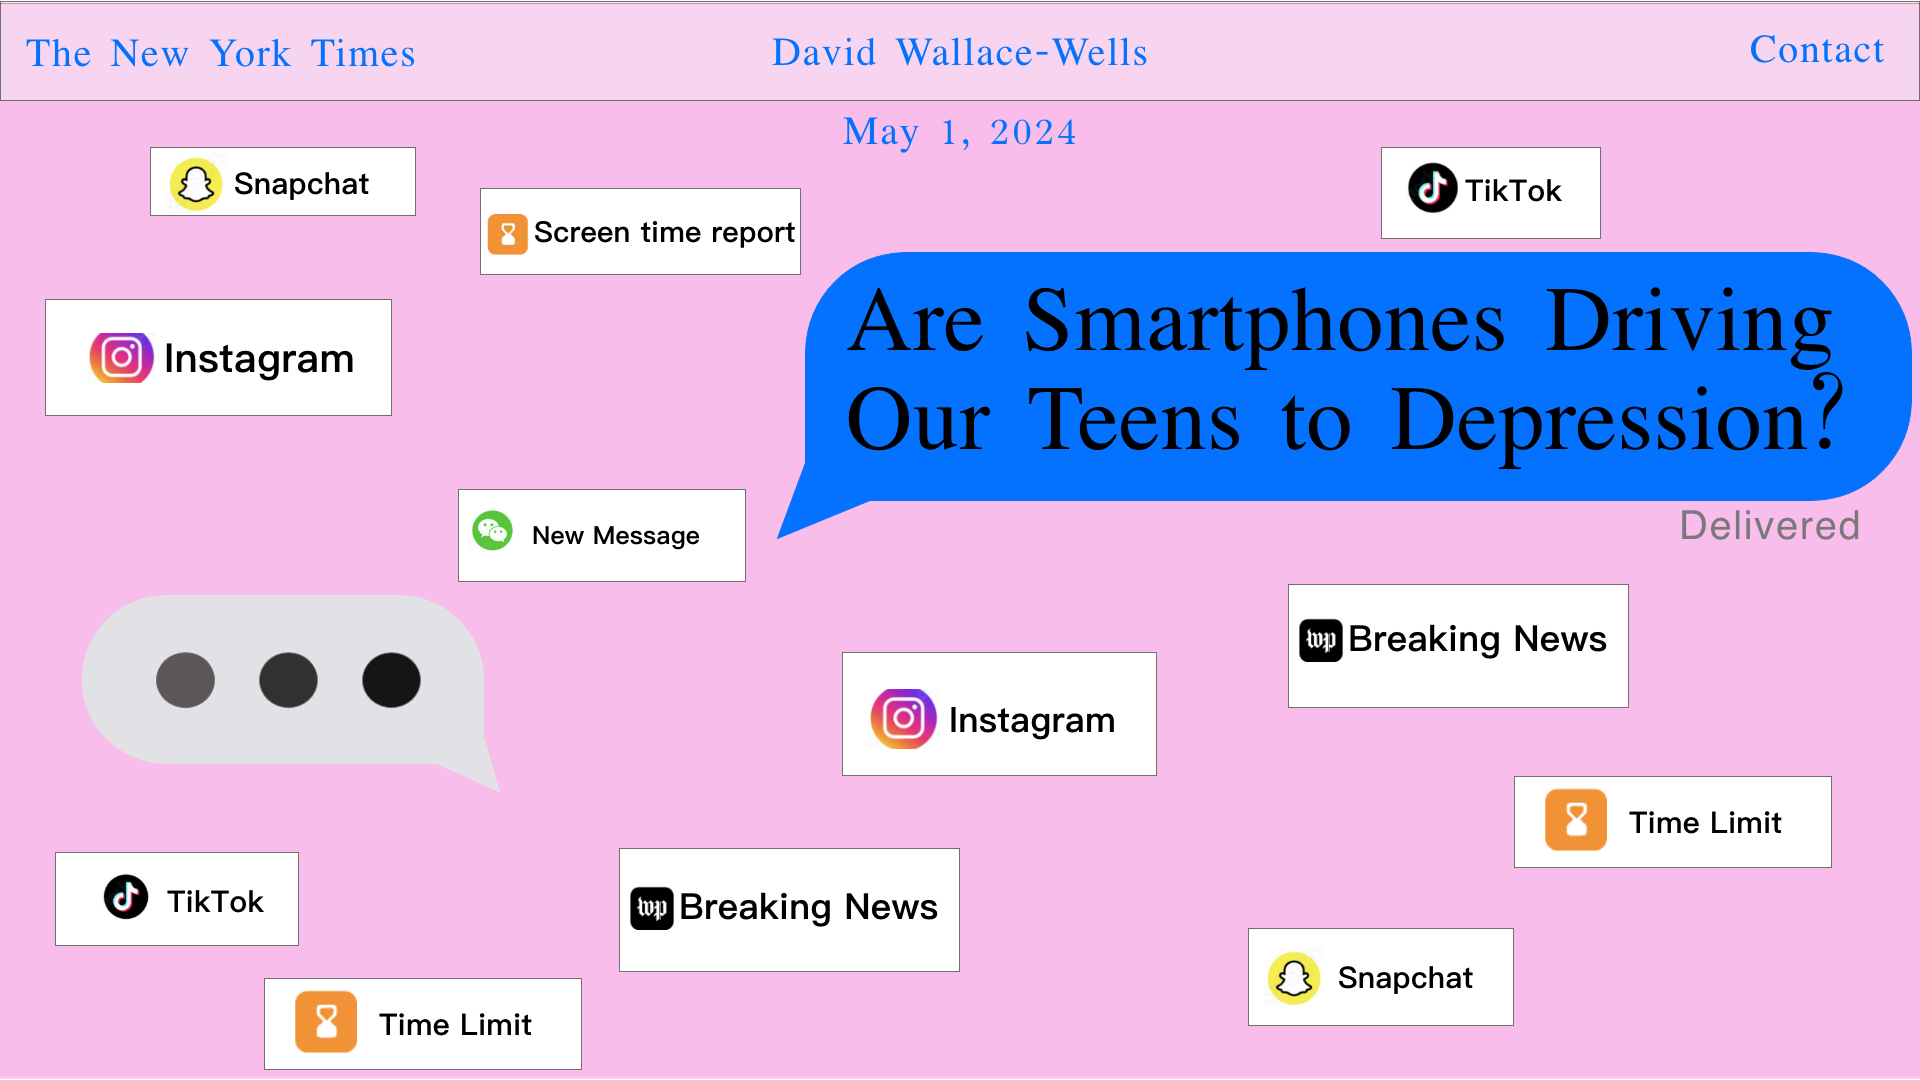 The New York Times
David Wallace-Wells
Contact
May 1, 2024
Snapchat
Screen time report
TikTok
Instagram
Are Smartphones Driving
Our Teens to Depression?
New Message
Delivered
wp Breaking News
Instagram
Time Limit
TikTok
wp Breaking News
Snapchat
Time Limit